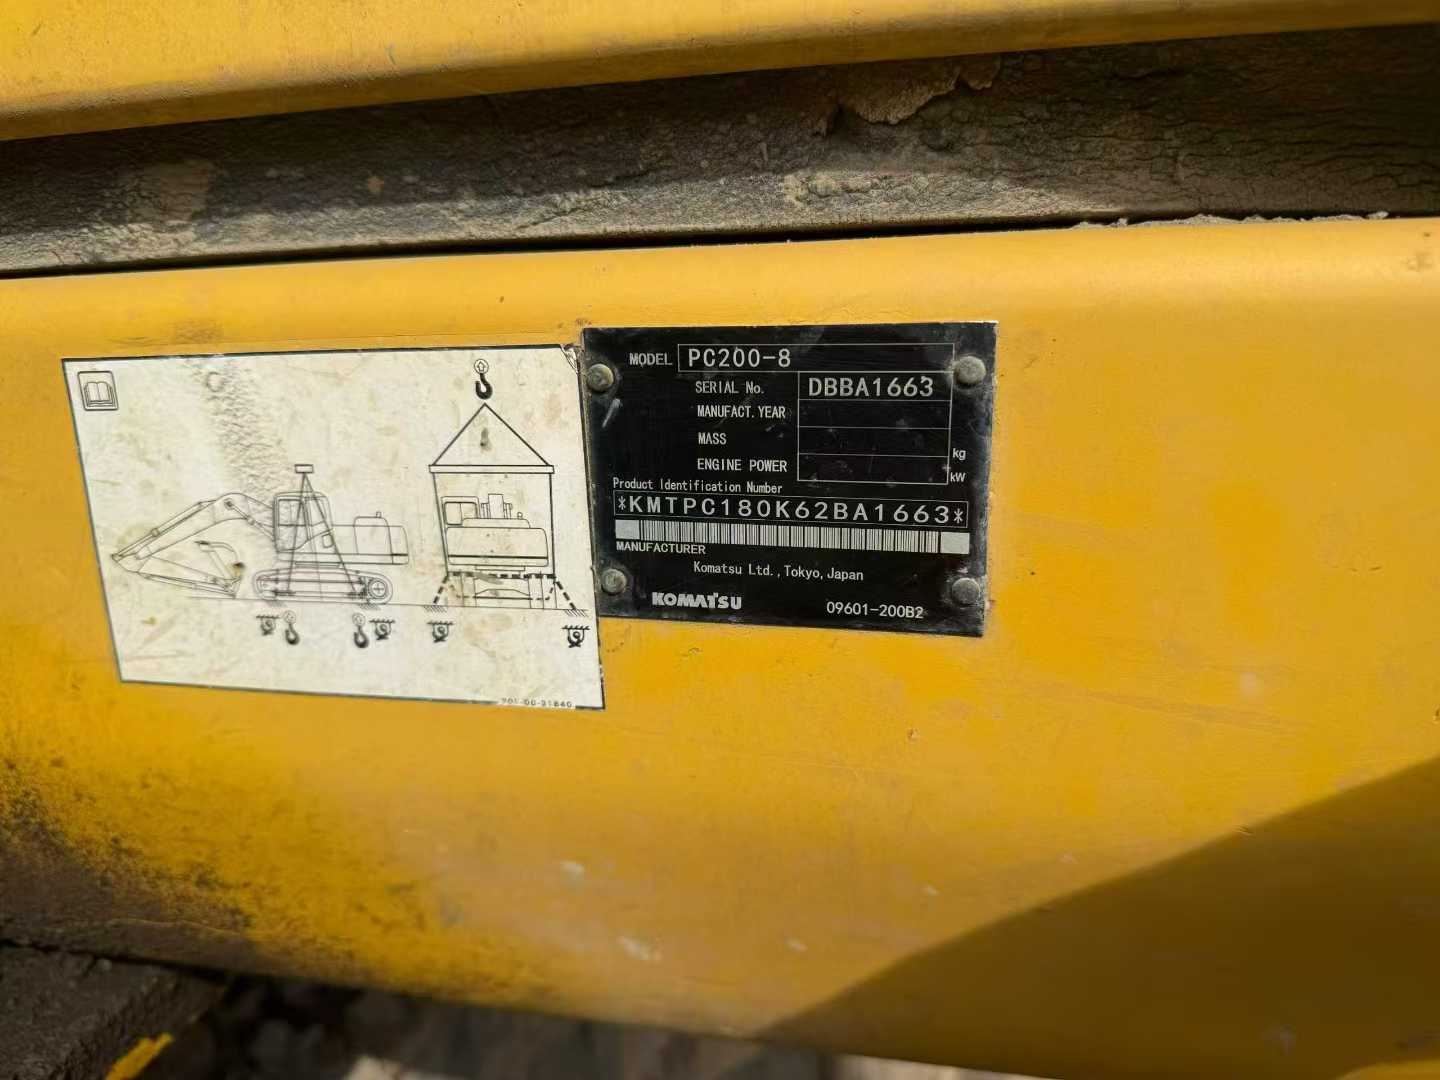 MODEL PC200-8
SERIAL No. DBBA1663
MANUFACT. YEAR
MASS kg
ENGINE POWER kW
Product Identification Number
*KMTPC180K62BA1663*
MANUFACTURER
Komatsu Ltd., Tokyo, Japan
KOMATSU 09601-200B2